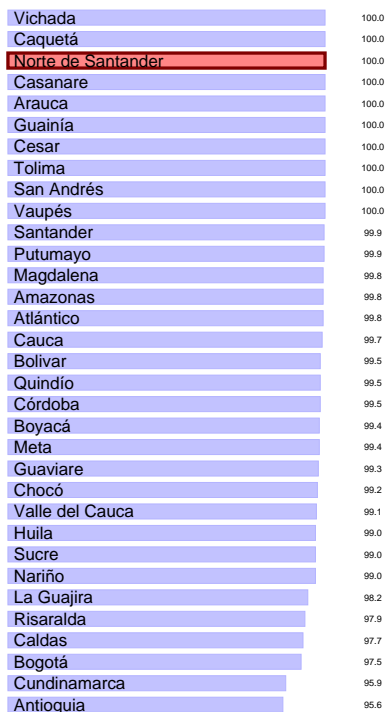 Vichada 100.0
Caquetá 100.0
Norte de Santander 100.0
Casanare 100.0
Arauca 100.0
Guainía 100.0
Cesar 100.0
Tolima 100.0
San Andrés 100.0
Vaupés 100.0
Santander 99.9
Putumayo 99.9
Magdalena 99.8
Amazonas 99.8
Atlántico 99.8
Cauca 99.7
Bolivar 99.5
Quindío 99.5
Córdoba 99.5
Boyacá 99.4
Meta 99.4
Guaviare 99.3
Chocó 99.2
Valle del Cauca 99.1
Huila 99.0
Sucre 99.0
Nariño 99.0
La Guajira 98.2
Risaralda 97.9
Caldas 97.7
Bogotá 97.5
Cundinamarca 95.9
Antioquia 95.6